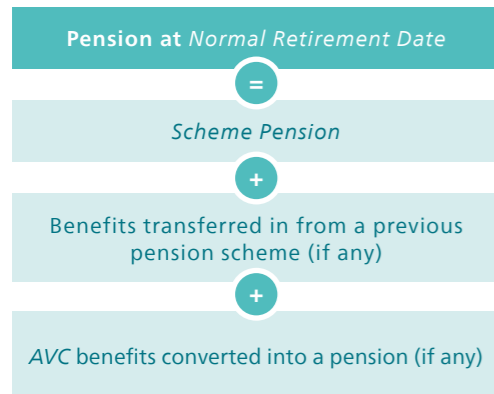 Pension at Normal Retirement Date
=
Scheme Pension
+
Benefits transferred in from a previous
pension scheme (if any)
+
AVC benefits converted into a pension (if any)